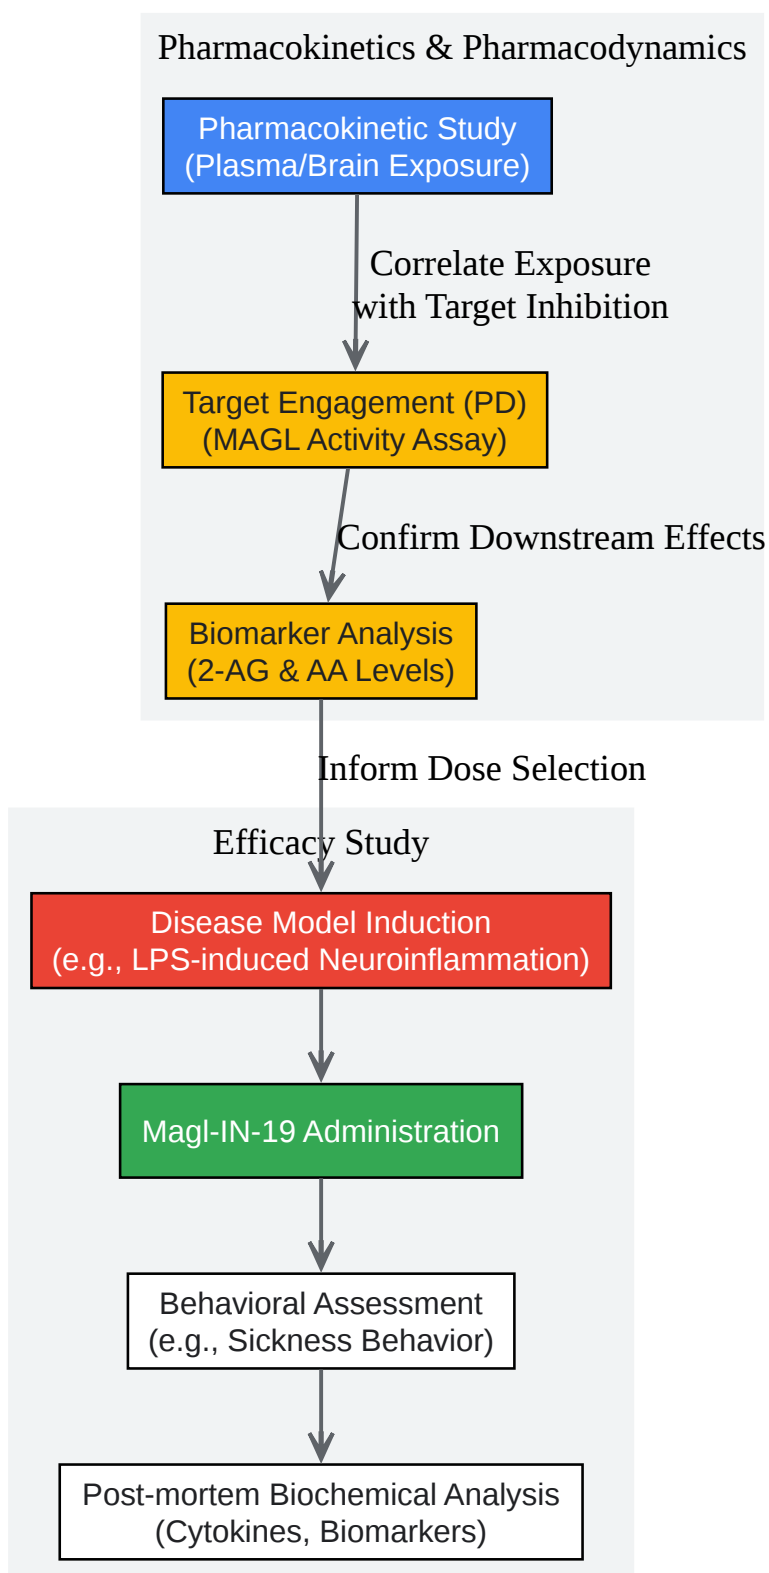 Pharmacokinetics & Pharmacodynamics
Pharmacokinetic Study
(Plasma/Brain Exposure)
Correlate Exposure
with Target Inhibition
Target Engagement (PD)
(MAGL Activity Assay)
Confirm Downstream Effects
Biomarker Analysis
(2-AG & AA Levels)
Inform Dose Selection
Efficacy Study
Disease Model Induction
(e.g., LPS-induced Neuroinflammation)
Magl-IN-19 Administration
Behavioral Assessment
(e.g., Sickness Behavior)
Post-mortem Biochemical Analysis
(Cytokines, Biomarkers)